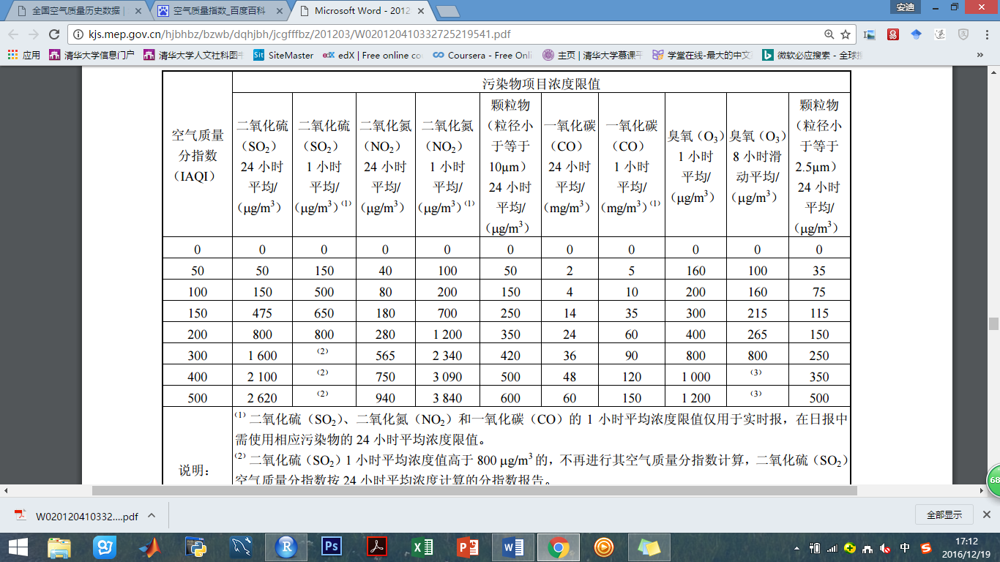 全国空气质量历史数据 |
空气质量指数_百度百科
Microsoft Word - 2012
安迪
kjs.mep.gov.cn/hjbhbz/bzwb/dqhjbh/jcgfffbz/201203/W020120410332725219541.pdf
应用 清华大学信息门户 清华大学人文社科图书 SiteMaster edX | Free online co Coursera - Free Onli 主页 | 清华大学慕课平 学堂在线-最大的中文 微软必应搜索 - 全球 »
污染物项目浓度限值
空气质量
分指数
（IAQI）
二氧化硫
（SO2）
24 小时
平均/
（μg/m3）
二氧化硫
（SO2）
1 小时
平均/
（μg/m3）（1）
二氧化氮
（NO2）
24 小时
平均/
（μg/m3）
二氧化氮
（NO2）
1 小时
平均/
（μg/m3）（1）
颗粒物
（粒径小
于等于
10μm）
24 小时
平均/
（μg/m3）
一氧化碳
（CO）
24 小时
平均/
（mg/m3）
一氧化碳
（CO）
1 小时
平均/
（mg/m3）（1）
臭氧（O3）
1 小时
平均/
（μg/m3）
臭氧（O3）
8 小时滑
动平均/
（μg/m3）
颗粒物
（粒径小
于等于
2.5μm）
24 小时
平均/
（μg/m3）
0 0 0 0 0 0 0 0 0 0 0
50 50 150 40 100 50 2 5 160 100 35
100 150 500 80 200 150 4 10 200 160 75
150 475 650 180 700 250 14 35 300 215 115
200 800 800 280 1 200 350 24 60 400 265 150
300 1 600 （2） 565 2 340 420 36 90 800 800 250
400 2 100 （2） 750 3 090 500 48 120 1 000 （3） 350
500 2 620 （2） 940 3 840 600 60 150 1 200 （3） 500
说明：
（1）二氧化硫（SO2）、二氧化氮（NO2）和一氧化碳（CO）的 1 小时平均浓度限值仅用于实时报，在日报中
需使用相应污染物的 24 小时平均浓度限值。
（2）二氧化硫（SO2）1 小时平均浓度值高于 800 μg/m3 的，不再进行其空气质量分指数计算，二氧化硫（SO2）
空气质量分指数按 24 小时平均浓度计算的分指数报告。
68
W020120410332....pdf
全部显示
中
17:12
2016/12/19